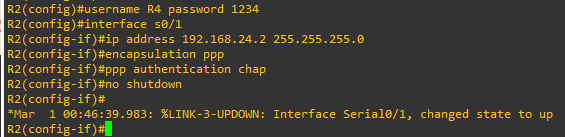 R2(config)#username R4 password 1234
R2(config)#interface s0/1
R2(config-if)#ip address 192.168.24.2 255.255.255.0
R2(config-if)#encapsulation ppp
R2(config-if)#ppp authentication chap
R2(config-if)#no shutdown
R2(config-if)#
*Mar  1 00:46:39.983: %LINK-3-UPDOWN: Interface Serial0/1, changed state to up
R2(config-if)#